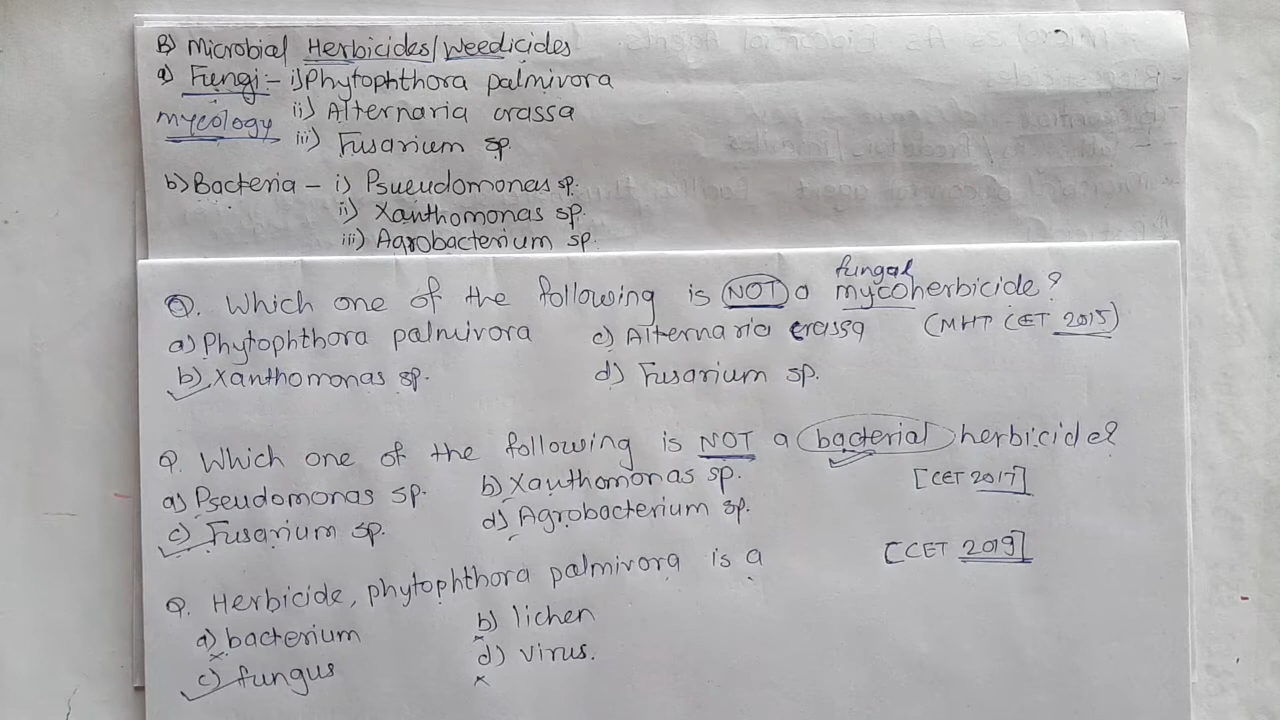 B) Microbial Herbicides/Weedicides
a) Fungi:- i) Phytophthora palmivora
mycology ii) Alternaria crassa
iii) Fusarium sp.
b) Bacteria - i) Psueudomonas sp.
ii) Xanthomonas sp.
iii) Agrobacterium sp.
fungal
Q. Which one of the following is NOT a mycoherbicide?
a) Phytophthora palmivora c) Alternaria crassa (MHT CET 2015)
b) Xanthomonas sp. d) Fusarium sp.
Q. Which one of the following is NOT a bacterial herbicide?
a) Pseudomonas sp. b) Xanthomonas sp. [CET 2017]
c) Fusarium sp. d) Agrobacterium sp.
Q. Herbicide, phytophthora palmivora is a [CET 2019]
a) bacterium b) lichen
c) fungus d) virus.